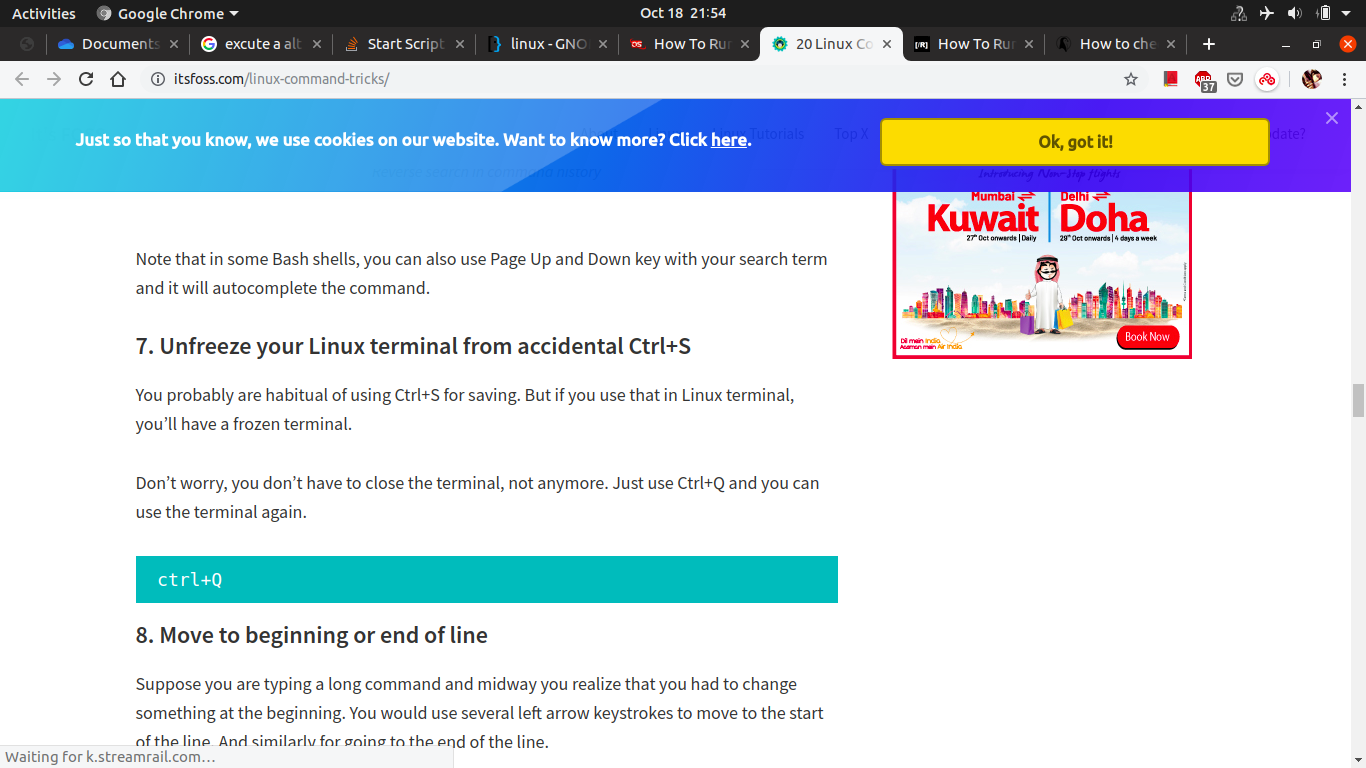 Activities
Google Chrome
Oct 18 21:54
Documents
excute a alt
Start Script
linux - GNO
How To Rur
20 Linux Co
How To Rur
How to che
itsfoss.com/linux-command-tricks/
37
Just so that you know, we use cookies on our website. Want to know more? Click here.
Tutorials
Top X
Ok, got it!
date?
reverse search in command history
Introducing Non-Stop flights
Mumbai Delhi
Kuwait Doha
27th Oct onwards | Daily
29th Oct onwards | 4 days a week
Dil mein India
Aasman mein Air India
Book Now
Note that in some Bash shells, you can also use Page Up and Down key with your search term
and it will autocomplete the command.
7. Unfreeze your Linux terminal from accidental Ctrl+S
You probably are habitual of using Ctrl+S for saving. But if you use that in Linux terminal,
you’ll have a frozen terminal.
Don’t worry, you don’t have to close the terminal, not anymore. Just use Ctrl+Q and you can
use the terminal again.
ctrl+Q
8. Move to beginning or end of line
Suppose you are typing a long command and midway you realize that you had to change
something at the beginning. You would use several left arrow keystrokes to move to the start
of the line. And similarly for going to the end of the line.
Waiting for k.streamrail.com…